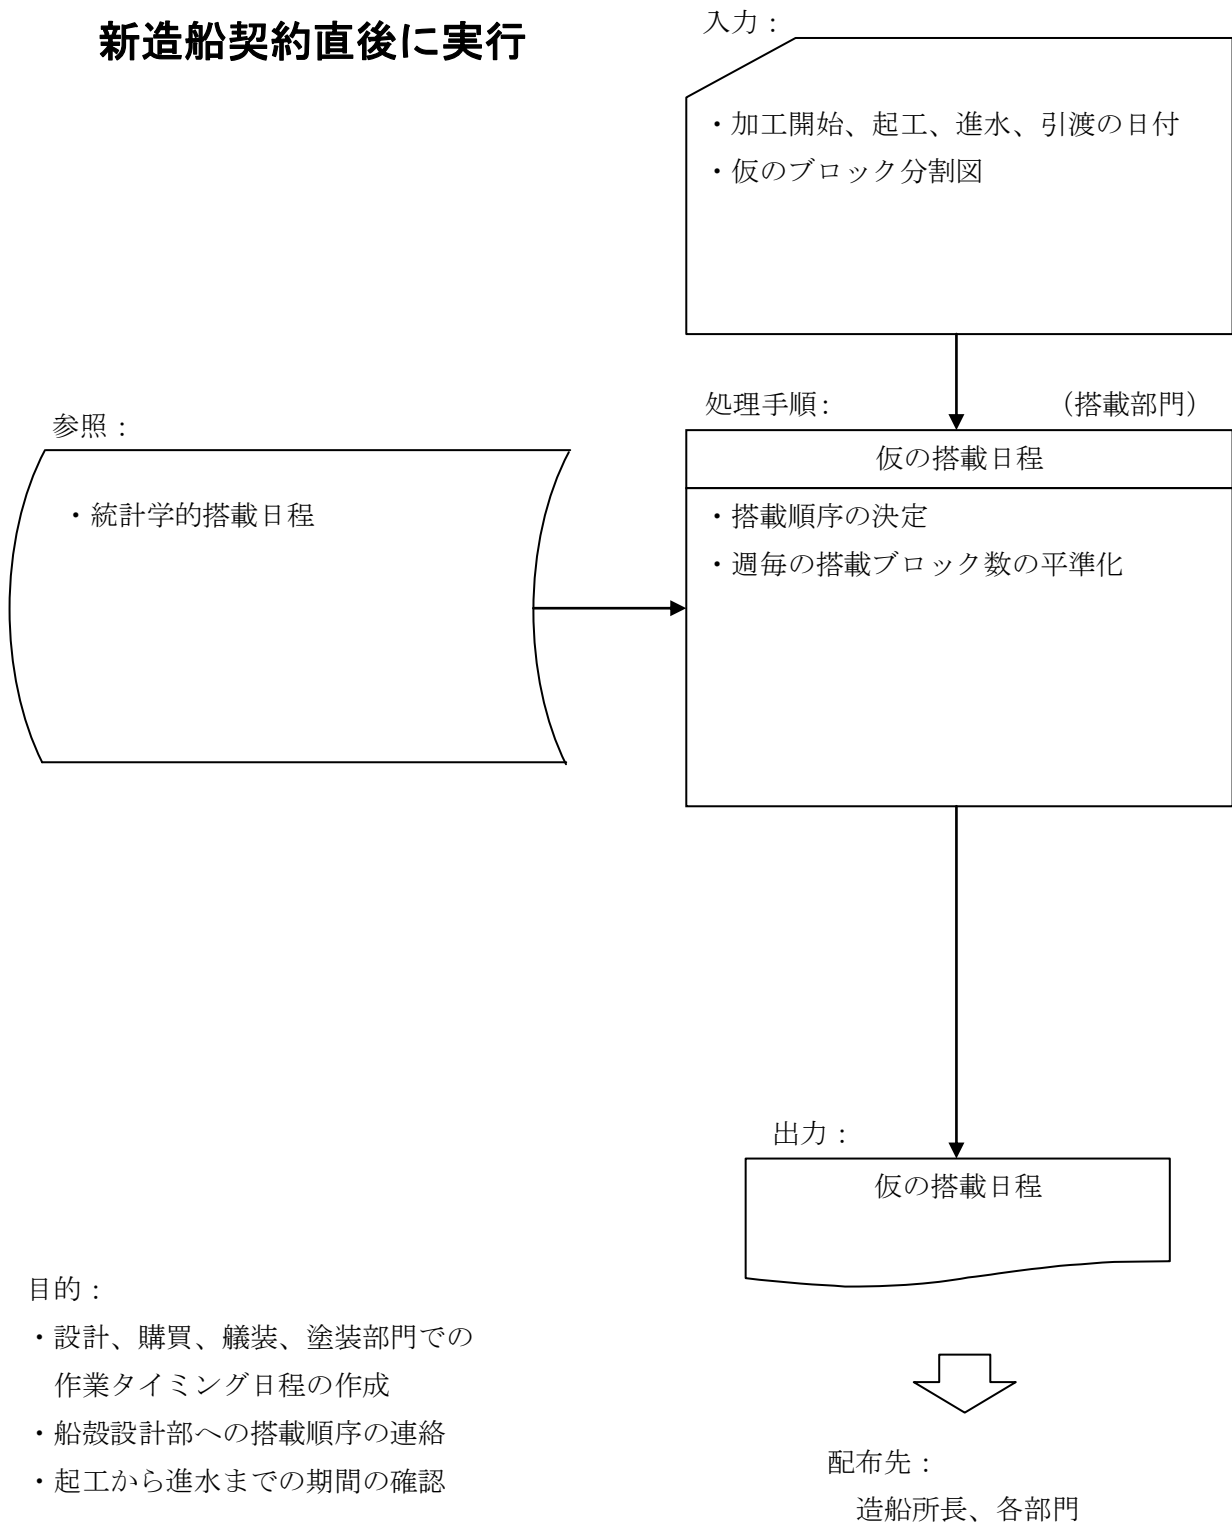 新造船契約直後に実行
入力：
・加工開始、起工、進水、引渡の日付
・仮のブロック分割図
参照：
・統計学的搭載日程
処理手順：（搭載部門）
仮の搭載日程
・搭載順序の決定
・週毎の搭載ブロック数の平準化
出力：
仮の搭載日程
目的：
・設計、購買、艤装、塗装部門での
作業タイミング日程の作成
・船殻設計部への搭載順序の連絡
・起工から進水までの期間の確認
配布先：
造船所長、各部門